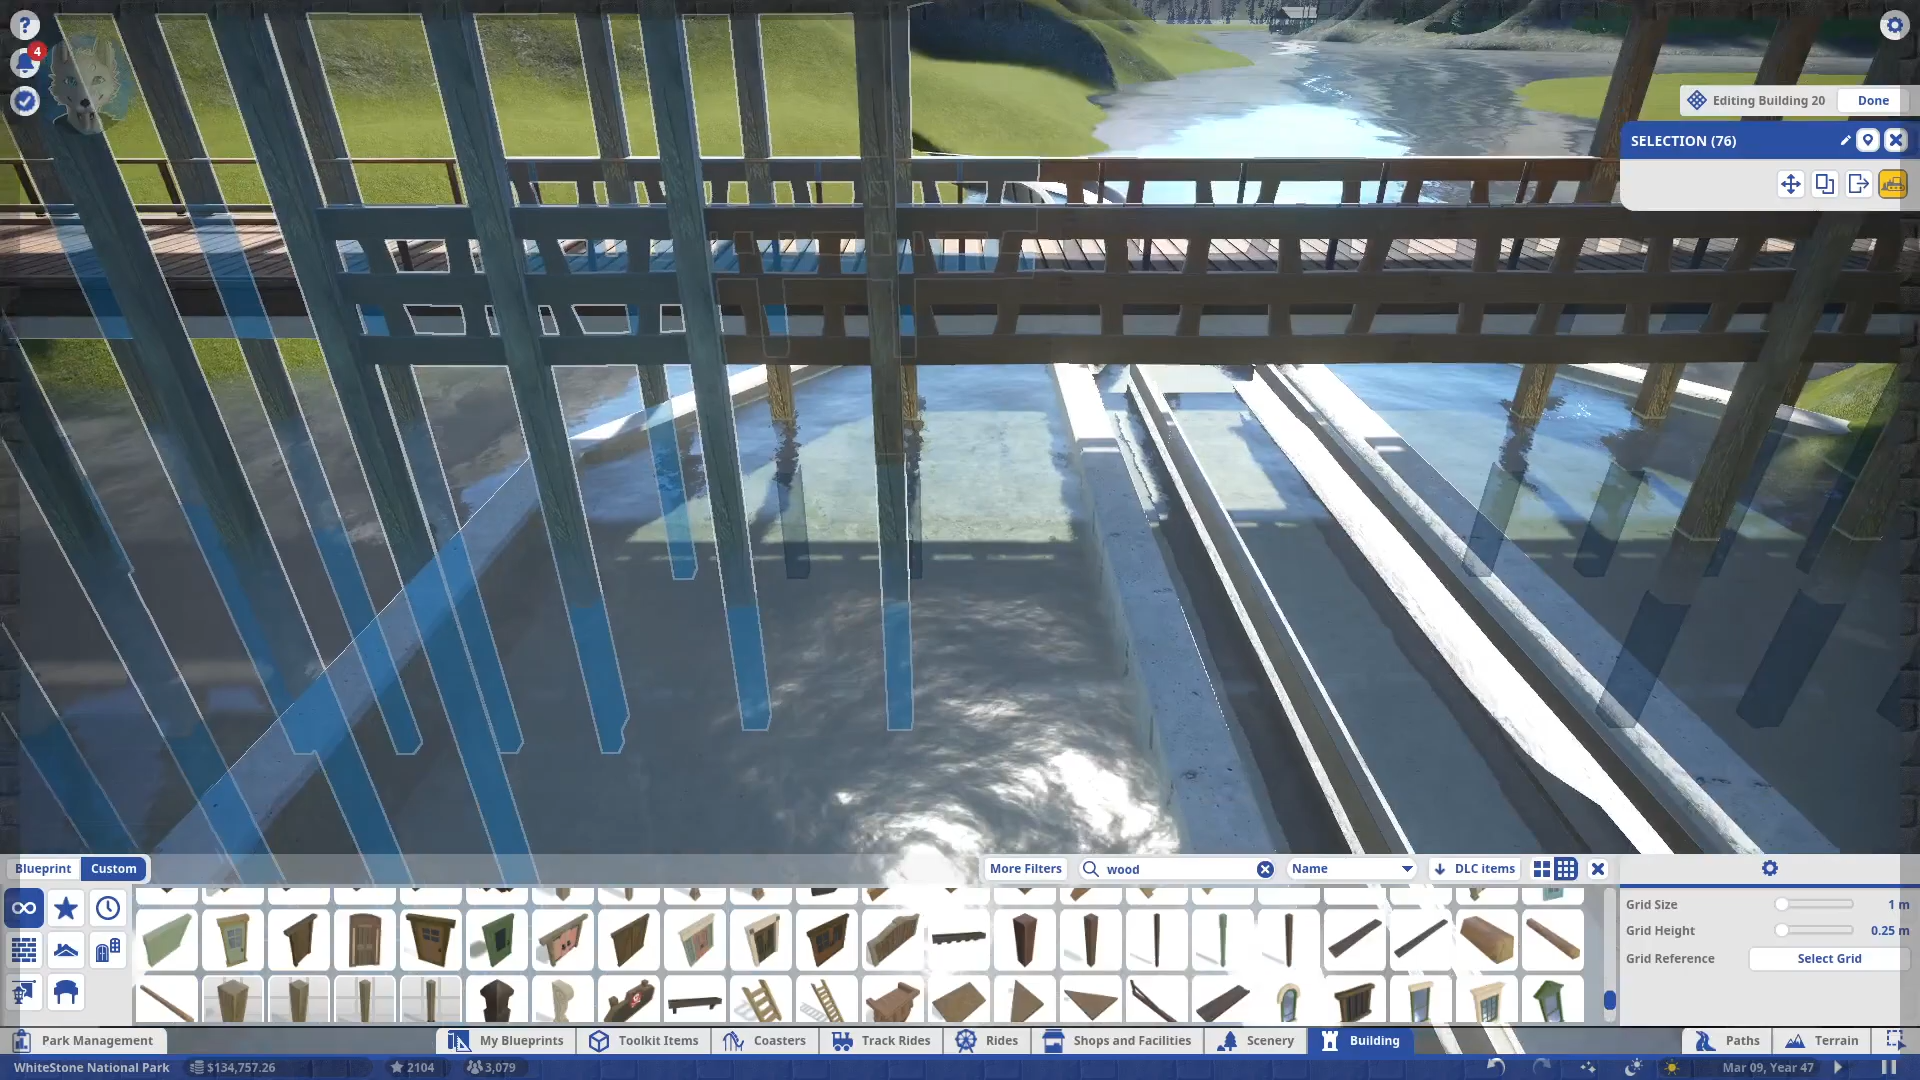 ?
4
Editing Building 20
Done
SELECTION (76)
Blueprint
Custom
More Filters
wood
Name
DLC items
Grid Size
1 m
Grid Height
0.25 m
Grid Reference
Select Grid
Park Management
My Blueprints
Toolkit Items
Coasters
Track Rides
Rides
Shops and Facilities
Scenery
Building
Paths
Terrain
WhiteStone National Park
$134,757.26
2104
3,079
Mar 09, Year 47